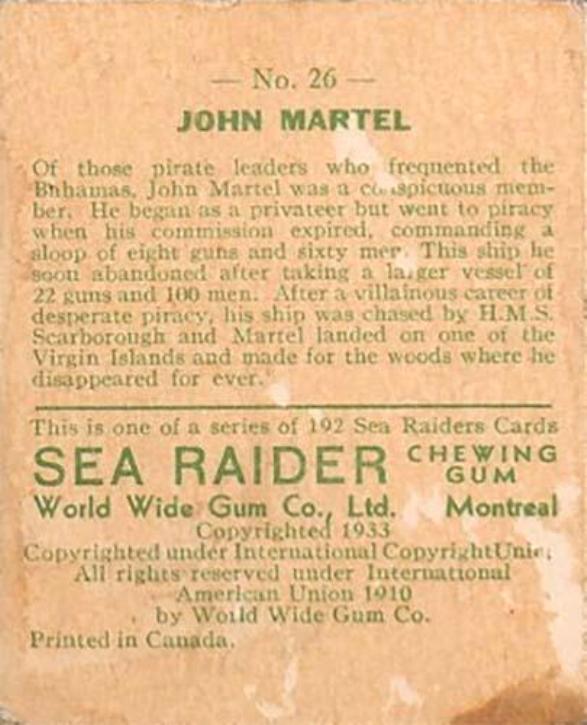 — No. 26 —
JOHN MARTEL
Of those pirate leaders who frequented the
Bahamas, John Martel was a conspicuous mem-
ber. He began as a privateer but went to piracy
when his commission expired, commanding a
sloop of eight guns and sixty men. This ship he
soon abandoned after taking a larger vessel of
22 guns and 100 men. After a villainous career of
desperate piracy, his ship was chased by H.M.S.
Scarborough and Martel landed on one of the
Virgin Islands and made for the woods where he
disappeared for ever.
This is one of a series of 192 Sea Raiders Cards
SEA RAIDER CHEWING GUM
World Wide Gum Co., Ltd. Montreal
Copyrighted 1933
Copyrighted under International Copyright Union,
All rights reserved under International
American Union 1910
by World Wide Gum Co.
Printed in Canada.